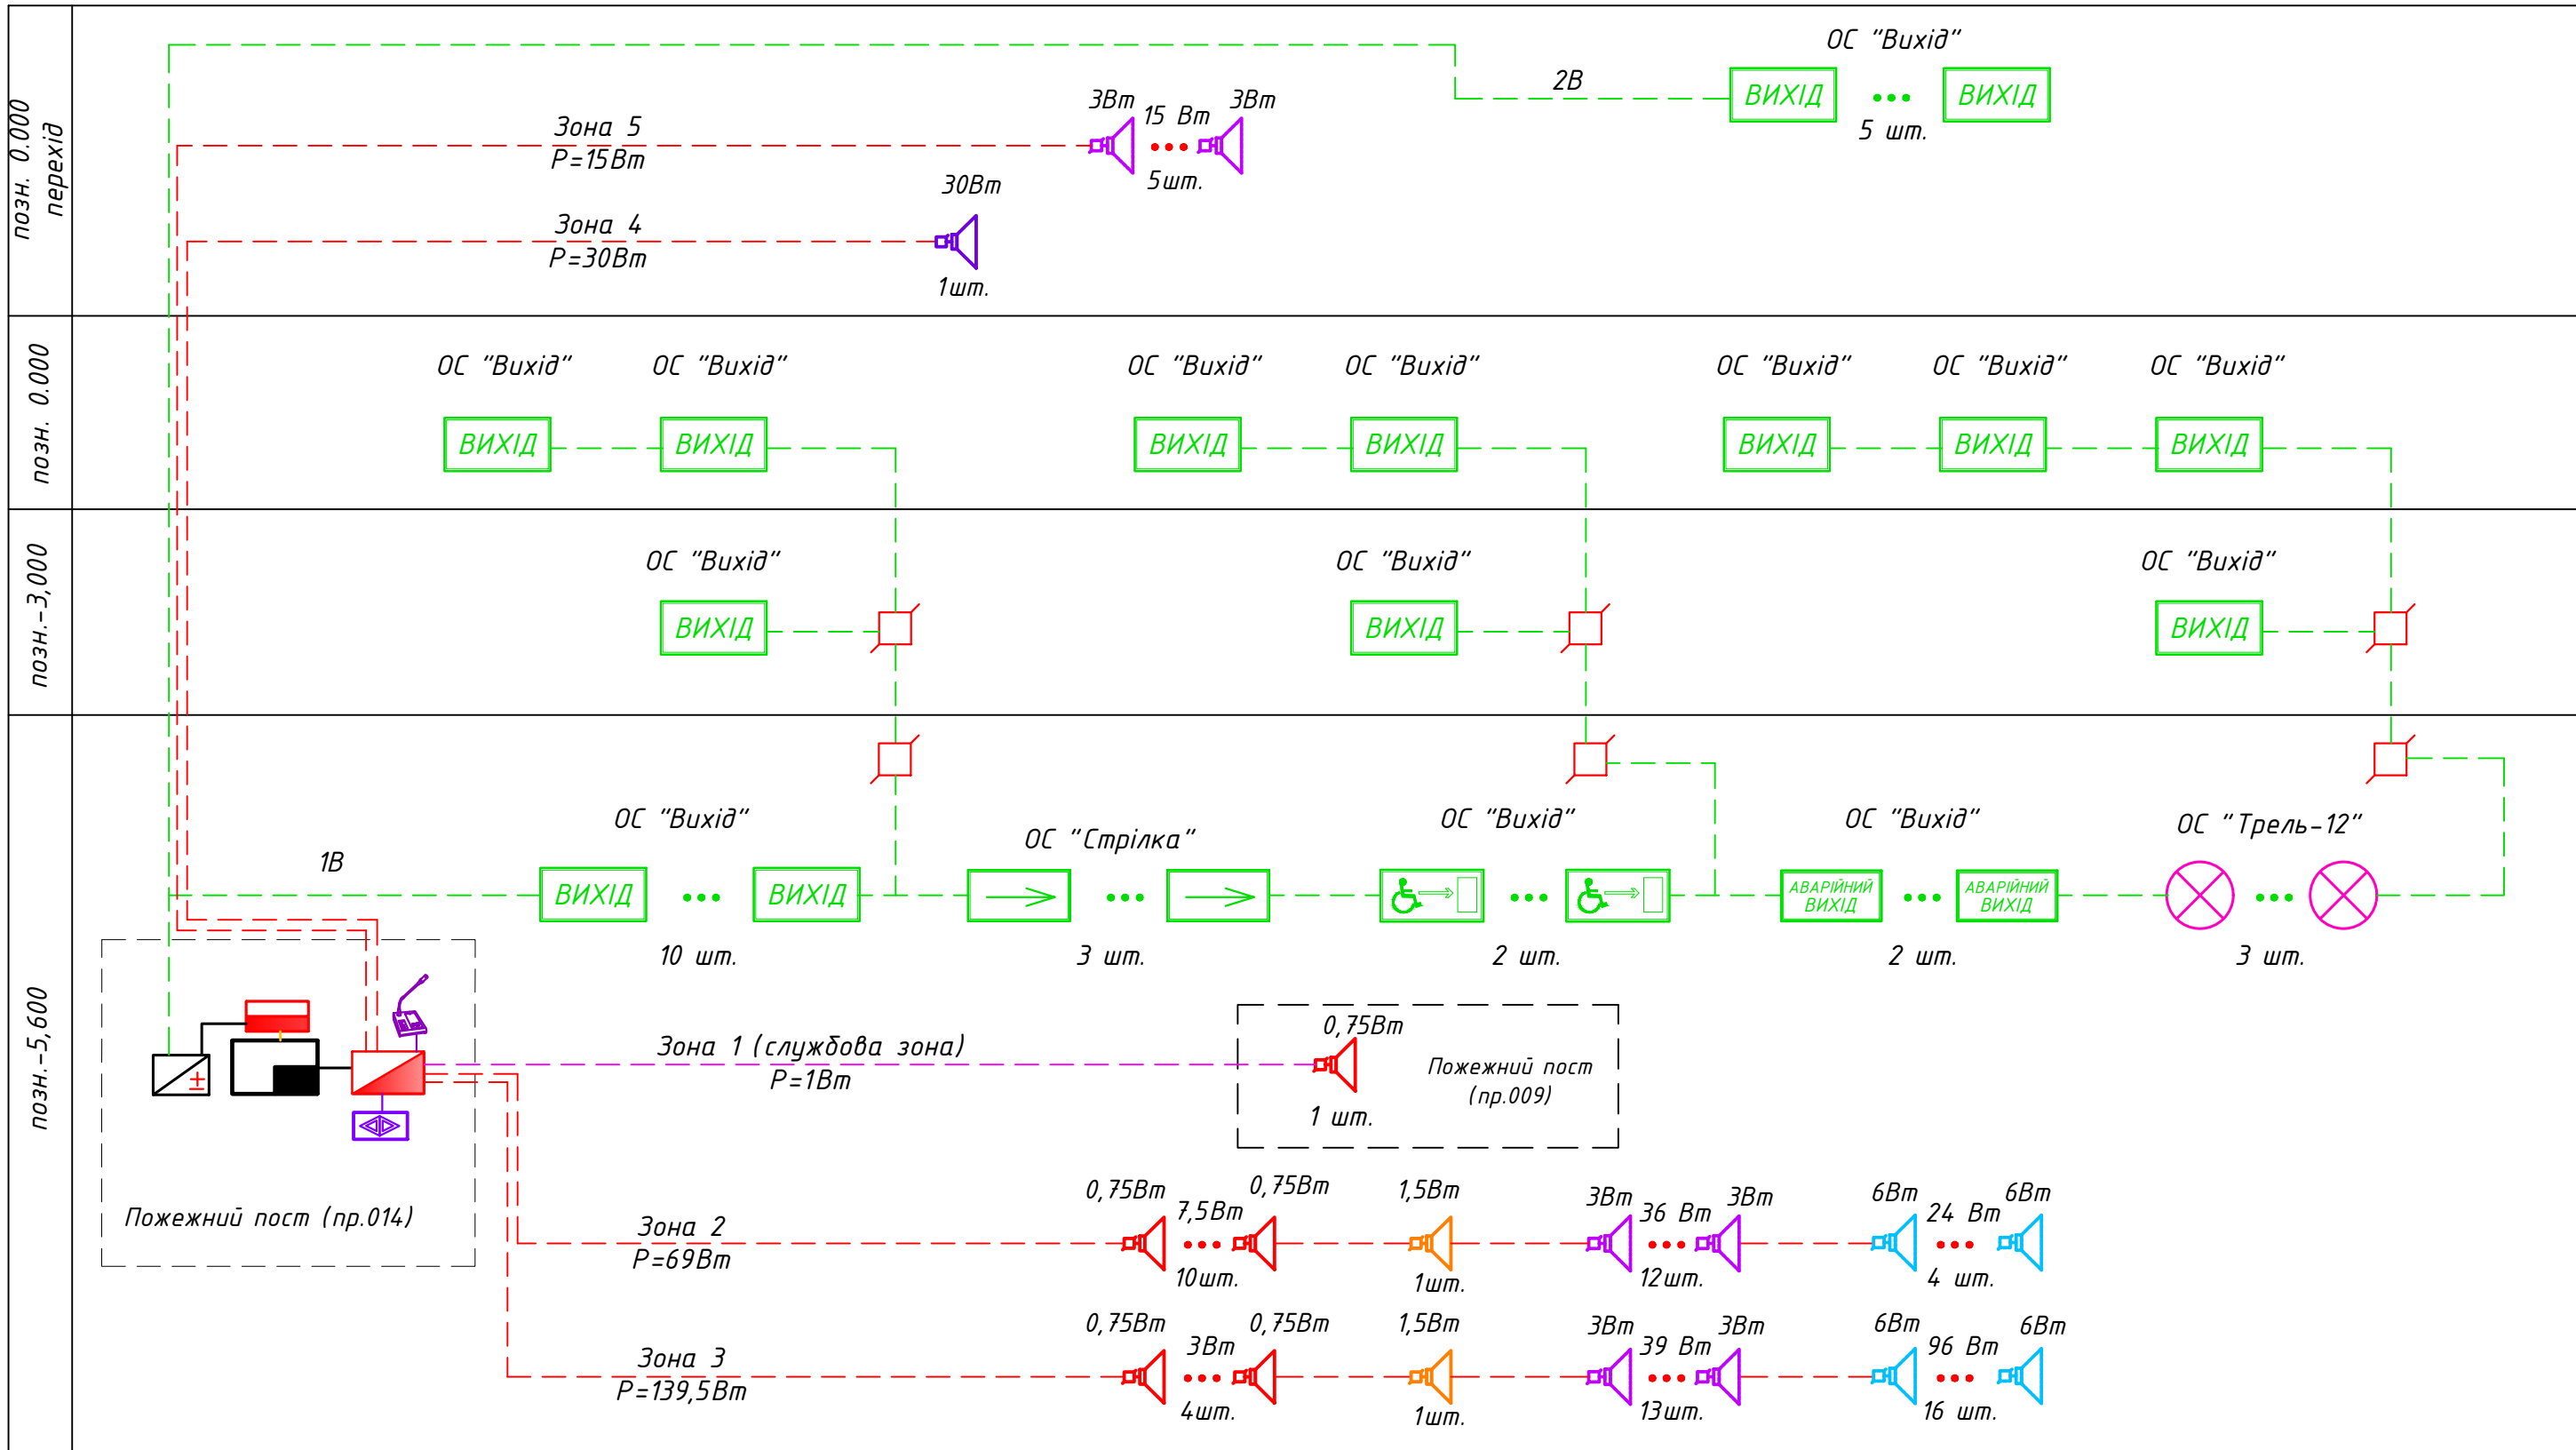 позн. 0.000
перехід
ОС "Вихід"
2В
ВИХІД
ВИХІД
5 шт.
Зона 5
Р=15Вт
3Вт
15 Вт
3Вт
5шт.
Зона 4
Р=30Вт
30Вт
1шт.
позн. 0.000
ОС "Вихід"
ОС "Вихід"
ОС "Вихід"
ОС "Вихід"
ОС "Вихід"
ОС "Вихід"
ОС "Вихід"
ВИХІД
ВИХІД
ВИХІД
ВИХІД
ВИХІД
ВИХІД
ВИХІД
позн.-3,000
ОС "Вихід"
ОС "Вихід"
ОС "Вихід"
ВИХІД
ВИХІД
ВИХІД
позн.-5,600
1В
ОС "Вихід"
ВИХІД
ВИХІД
10 шт.
ОС "Стрілка"
3 шт.
ОС "Вихід"
2 шт.
ОС "Вихід"
АВАРІЙНИЙ
ВИХІД
АВАРІЙНИЙ
ВИХІД
2 шт.
ОС "Трель-12"
3 шт.
±
Пожежний пост (пр.014)
Зона 1 (службова зона)
Р=1Вт
0,75Вт
1 шт.
Пожежний пост
(пр.009)
Зона 2
Р=69Вт
0,75Вт
7,5Вт
0,75Вт
10шт.
1,5Вт
1шт.
3Вт
36 Вт
3Вт
12шт.
6Вт
24 Вт
6Вт
4 шт.
Зона 3
Р=139,5Вт
0,75Вт
3Вт
0,75Вт
4шт.
1,5Вт
1шт.
3Вт
39 Вт
3Вт
13шт.
6Вт
96 Вт
6Вт
16 шт.